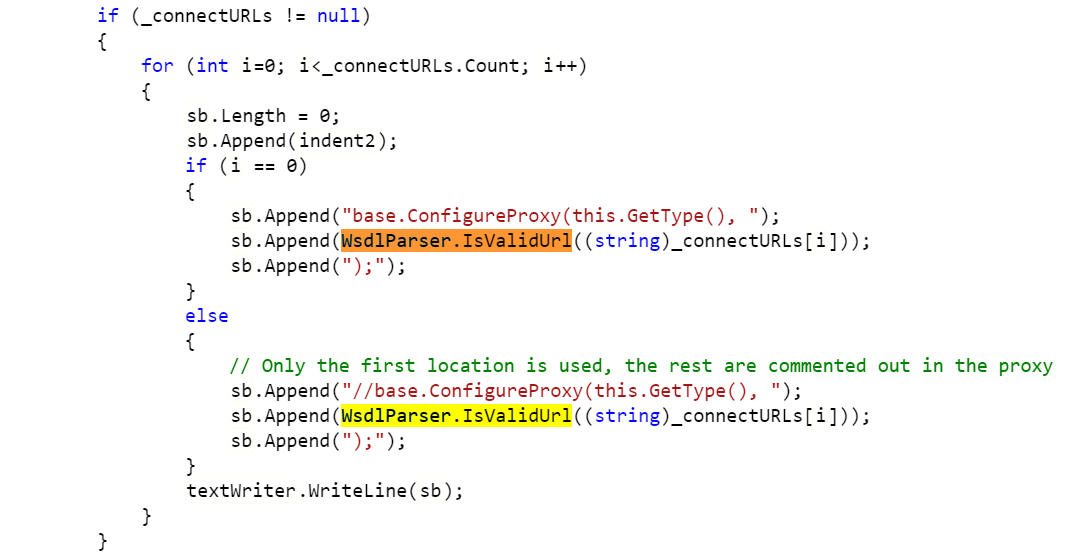 if (_connectURLs != null)
{
for (int i=0; i<_connectURLs.Count; i++)
{
sb.Length = 0;
sb.Append(indent2);
if (i == 0)
{
sb.Append("base.ConfigureProxy(this.GetType(), ");
sb.Append(WsdlParser.IsValidUrl((string)_connectURLs[i]));
sb.Append(");");
}
else
{
// Only the first location is used, the rest are commented out in the proxy
sb.Append("//base.ConfigureProxy(this.GetType(), ");
sb.Append(WsdlParser.IsValidUrl((string)_connectURLs[i]));
sb.Append(");");
}
textWriter.WriteLine(sb);
}
}